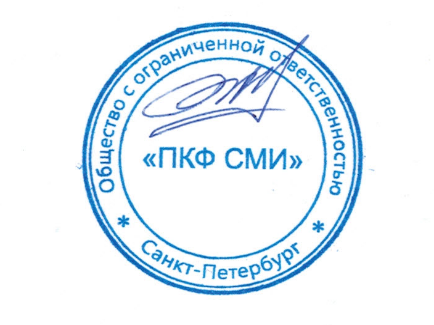 Общество с ограниченной ответственностью
«ПКФ СМИ»
* Санкт-Петербург *